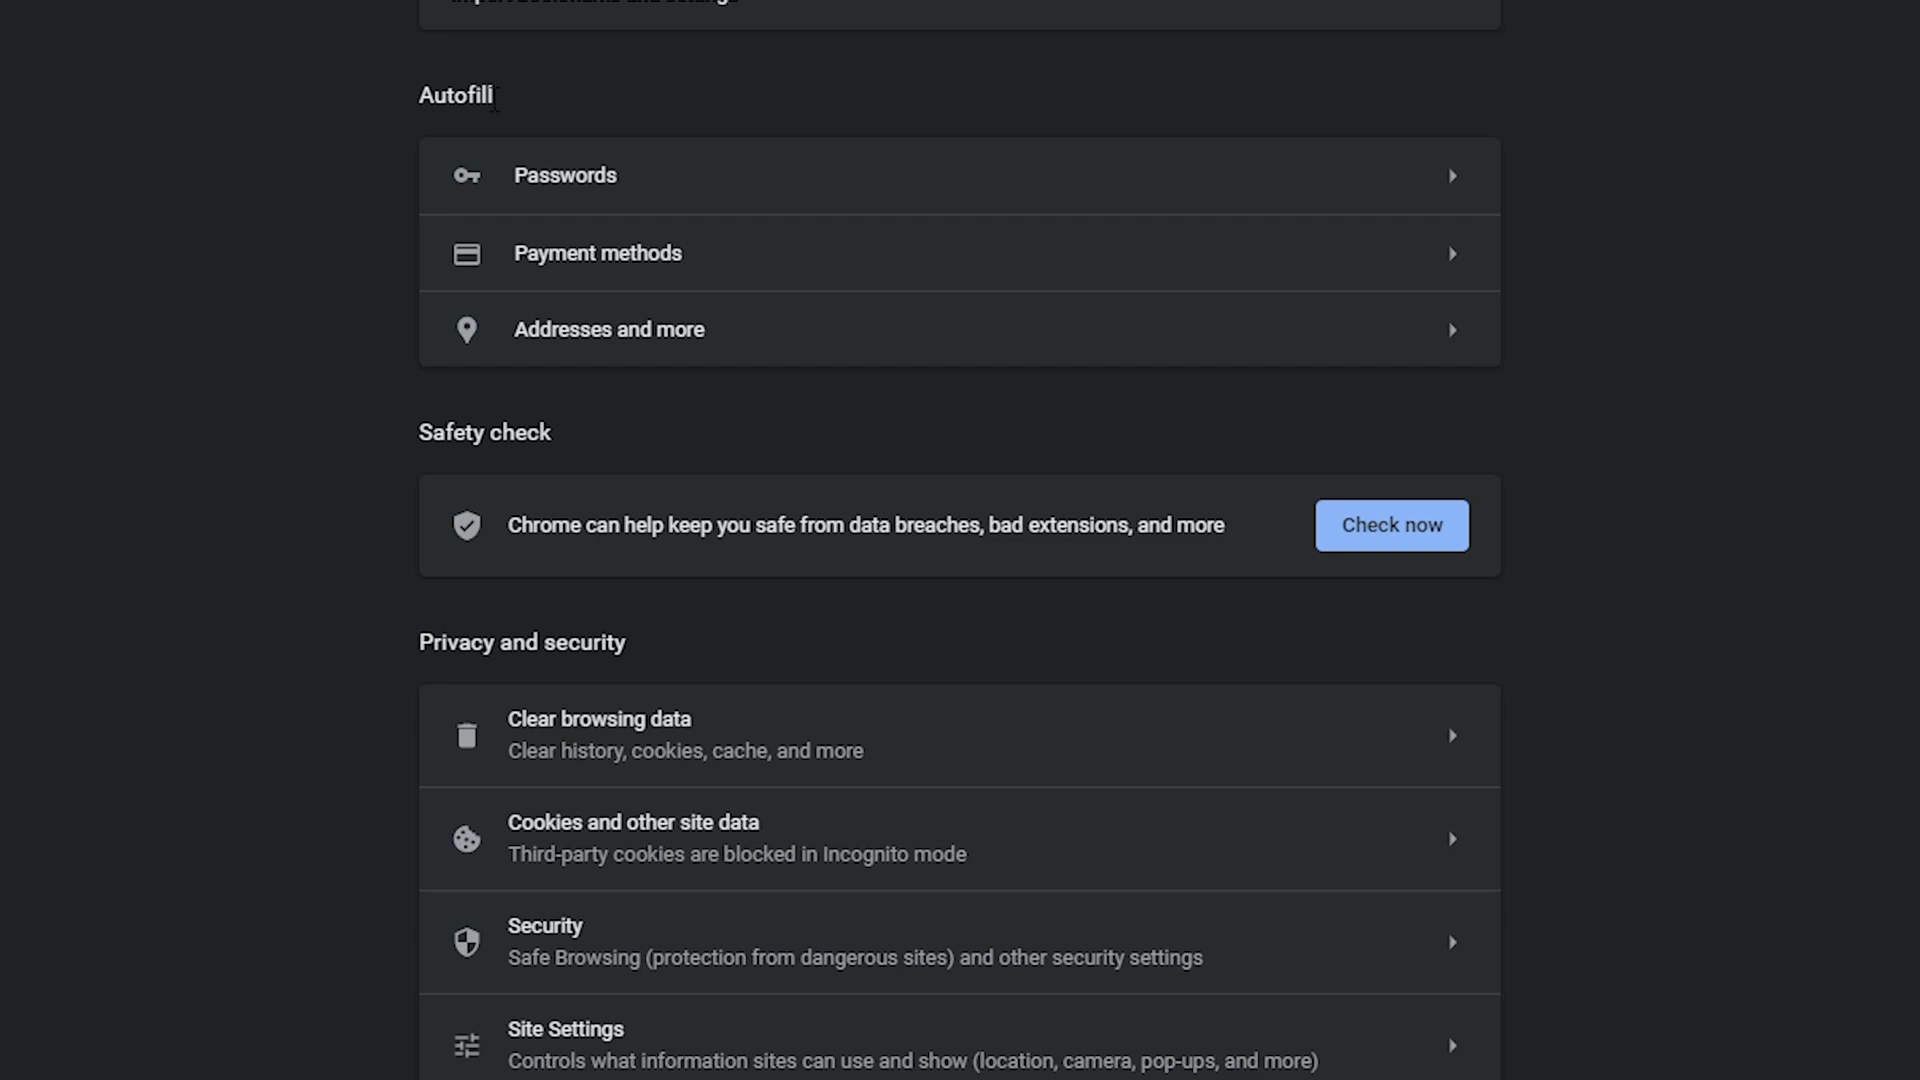 Import bookmarks and settings
Autofill
Passwords
Payment methods
Addresses and more
Safety check
Chrome can help keep you safe from data breaches, bad extensions, and more
Check now
Privacy and security
Clear browsing data
Clear history, cookies, cache, and more
Cookies and other site data
Third-party cookies are blocked in Incognito mode
Security
Safe Browsing (protection from dangerous sites) and other security settings
Site Settings
Controls what information sites can use and show (location, camera, pop-ups, and more)